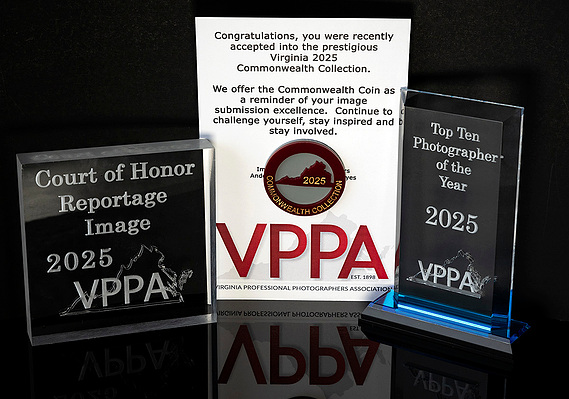 Court of Honor
Reportage
Image
2025
VPPA
Congratulations, you were recently
accepted into the prestigious
Virginia 2025
Commonwealth Collection.
We offer the Commonwealth Coin as
a reminder of your image
submission excellence. Continue to
challenge yourself, stay inspired and
stay involved.
2025
COMMONWEALTH COLLECTION
VPPA
EST. 1898
VIRGINIA PROFESSIONAL PHOTOGRAPHERS ASSOCIATION
Top Ten
Photographer
of the
Year
2025
VPPA